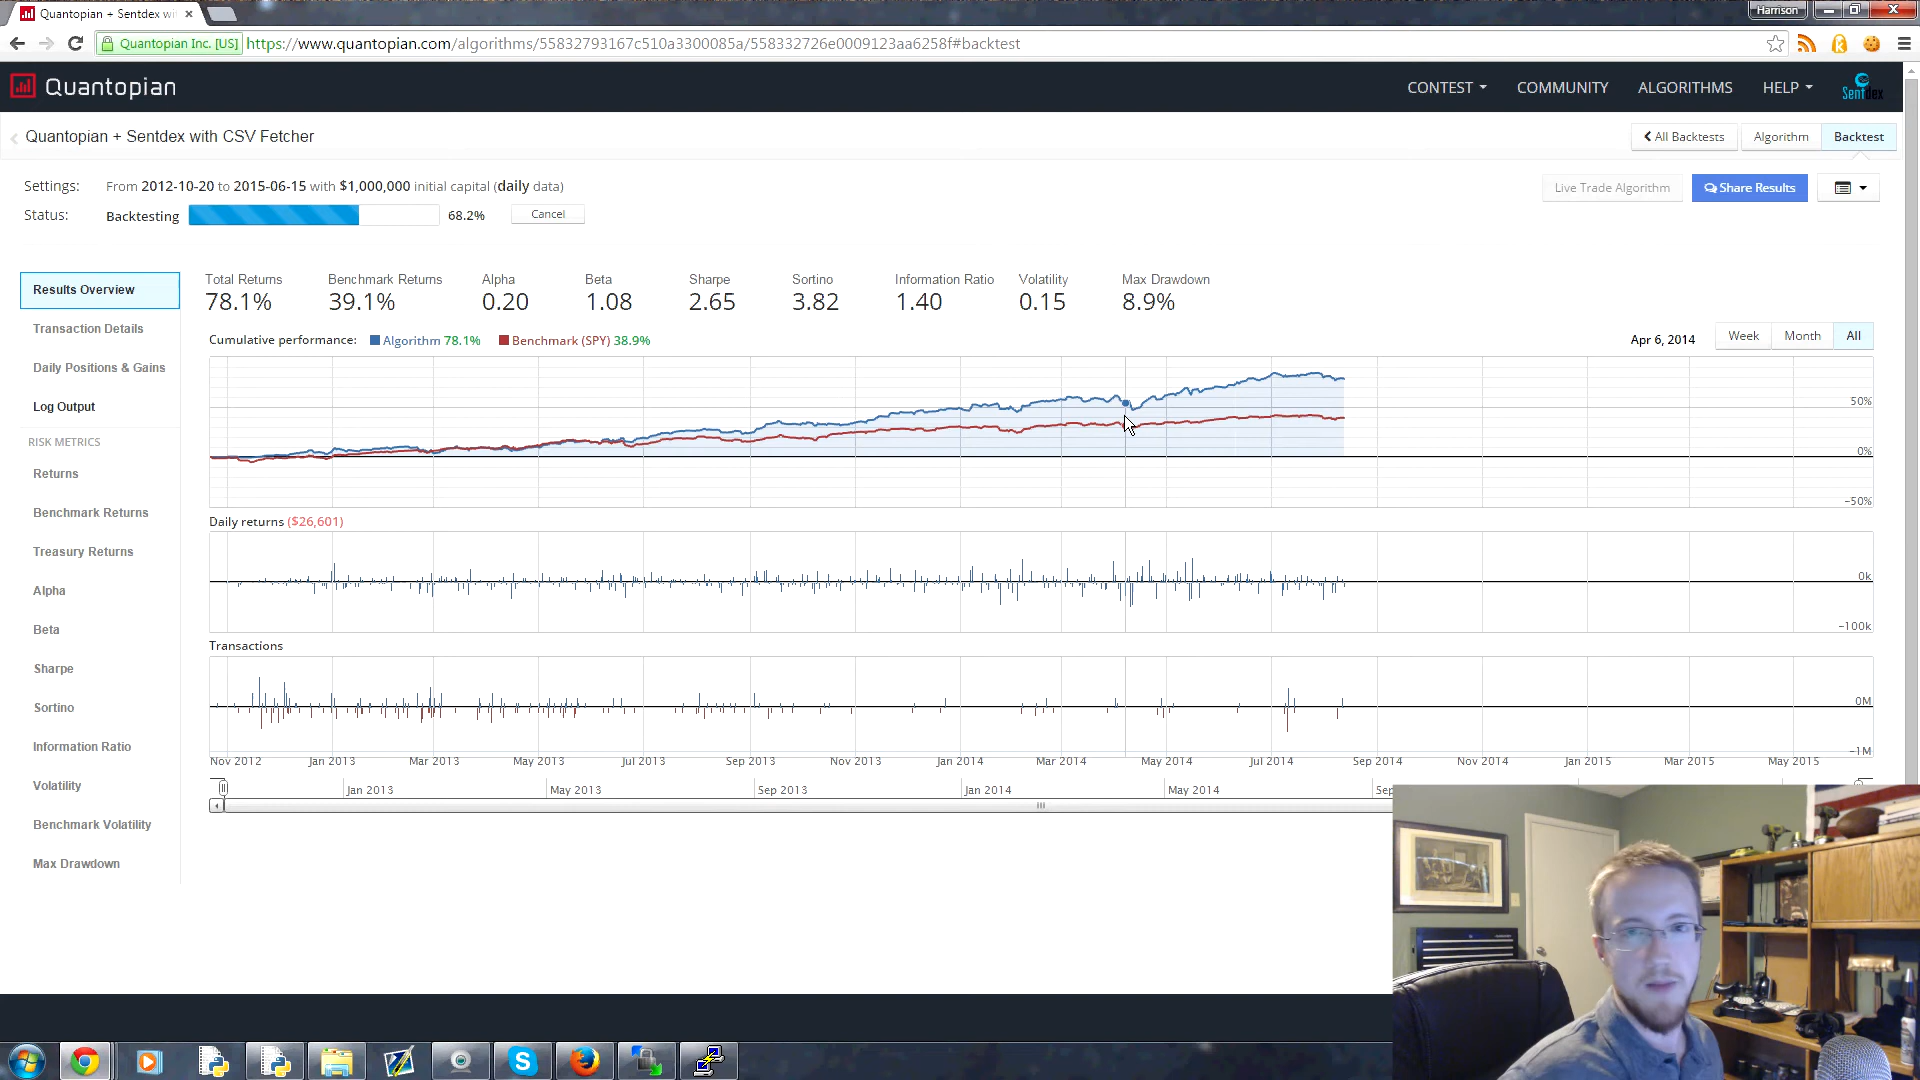 Quantopian + Sentdex wit
Harrison
Quantopian Inc. [US] https://www.quantopian.com/algorithms/55832793167c510a3300085a/558332726e0009123aa6258f#backtest
Quantopian
CONTEST COMMUNITY ALGORITHMS HELP
Sentdex
Quantopian + Sentdex with CSV Fetcher
All Backtests Algorithm Backtest
Settings: From 2012-10-20 to 2015-06-15 with $1,000,000 initial capital (daily data)
Live Trade Algorithm Share Results
Status: Backtesting 68.2% Cancel
Results Overview
Transaction Details
Daily Positions & Gains
Log Output
RISK METRICS
Returns
Benchmark Returns
Treasury Returns
Alpha
Beta
Sharpe
Sortino
Information Ratio
Volatility
Benchmark Volatility
Max Drawdown
Total Returns Benchmark Returns Alpha Beta Sharpe Sortino Information Ratio Volatility Max Drawdown
78.1% 39.1% 0.20 1.08 2.65 3.82 1.40 0.15 8.9%
Cumulative performance: Algorithm 78.1% Benchmark (SPY) 38.9%
Apr 6, 2014 Week Month All
50%
0%
-50%
Daily returns ($26,601)
0k
-100k
Transactions
0M
-1M
Nov 2012 Jan 2013 Mar 2013 May 2013 Jul 2013 Sep 2013 Nov 2013 Jan 2014 Mar 2014 May 2014 Jul 2014 Sep 2014 Nov 2014 Jan 2015 Mar 2015 May 2015
Jan 2013 May 2013 Sep 2013 Jan 2014 May 2014 Sep